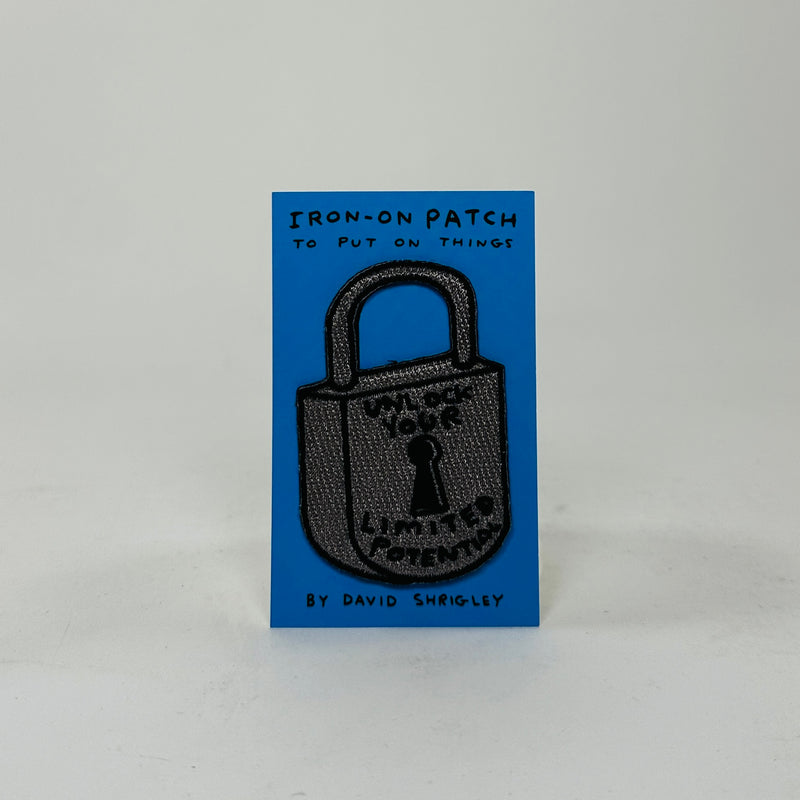 IRON-ON PATCH
TO PUT ON THINGS
UNLOCK
YOUR
LIMITED
POTENTIAL
BY DAVID SHRIGLEY